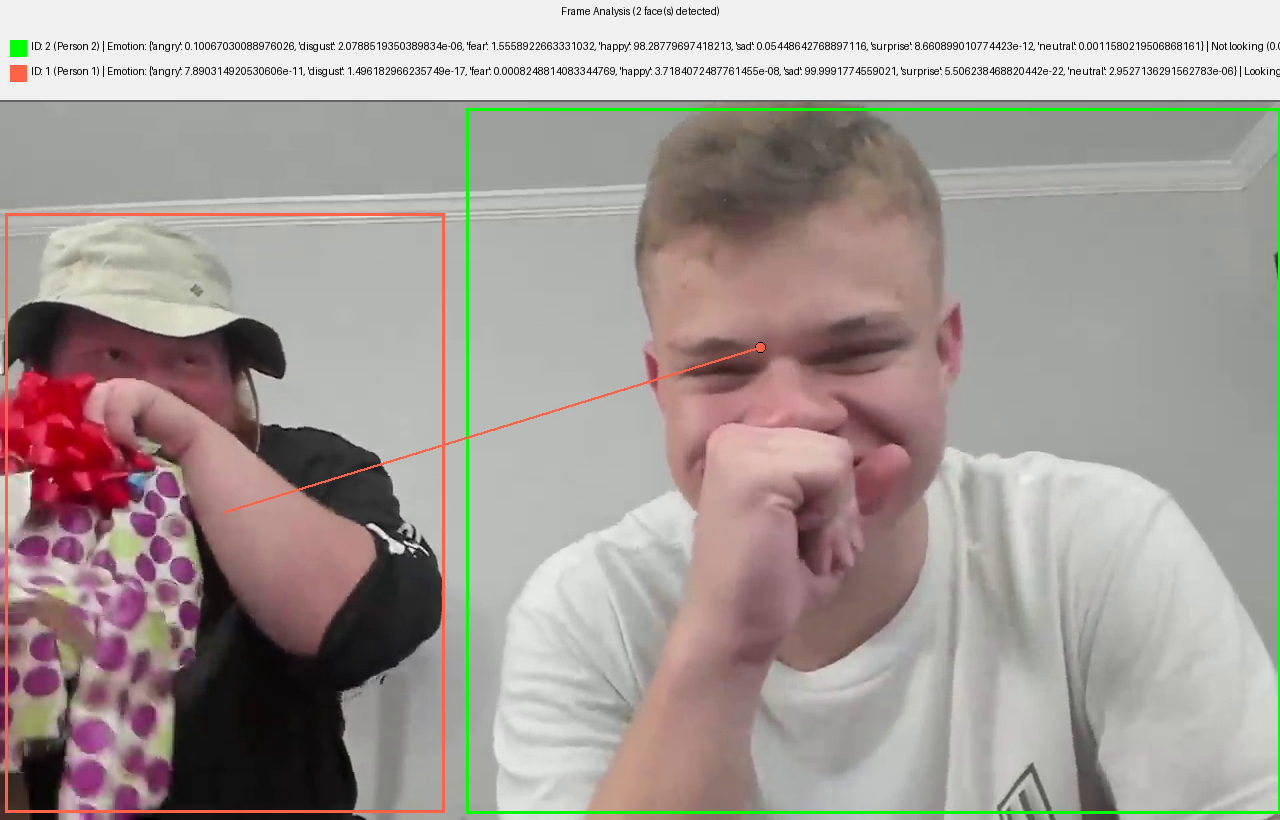 Frame Analysis (2 face(s) detected)
ID: 2 (Person 2) | Emotion: {'angry': 0.10067030088976026, 'disgust': 2.0788519350389834e-06, 'fear': 1.5558922663331032, 'happy': 98.28779697418213, 'sad': 0.05448642768897116, 'surprise': 8.660899010774423e-12, 'neutral': 0.0011580219506868161} | Not looking (0.0
ID: 1 (Person 1) | Emotion: {'angry': 7.890314920530606e-11, 'disgust': 1.496182966235749e-17, 'fear': 0.0008248814083344769, 'happy': 3.7184072487761455e-08, 'sad': 99.9991774559021, 'surprise': 5.506238468820442e-22, 'neutral': 2.9527136291562783e-06} | Looking